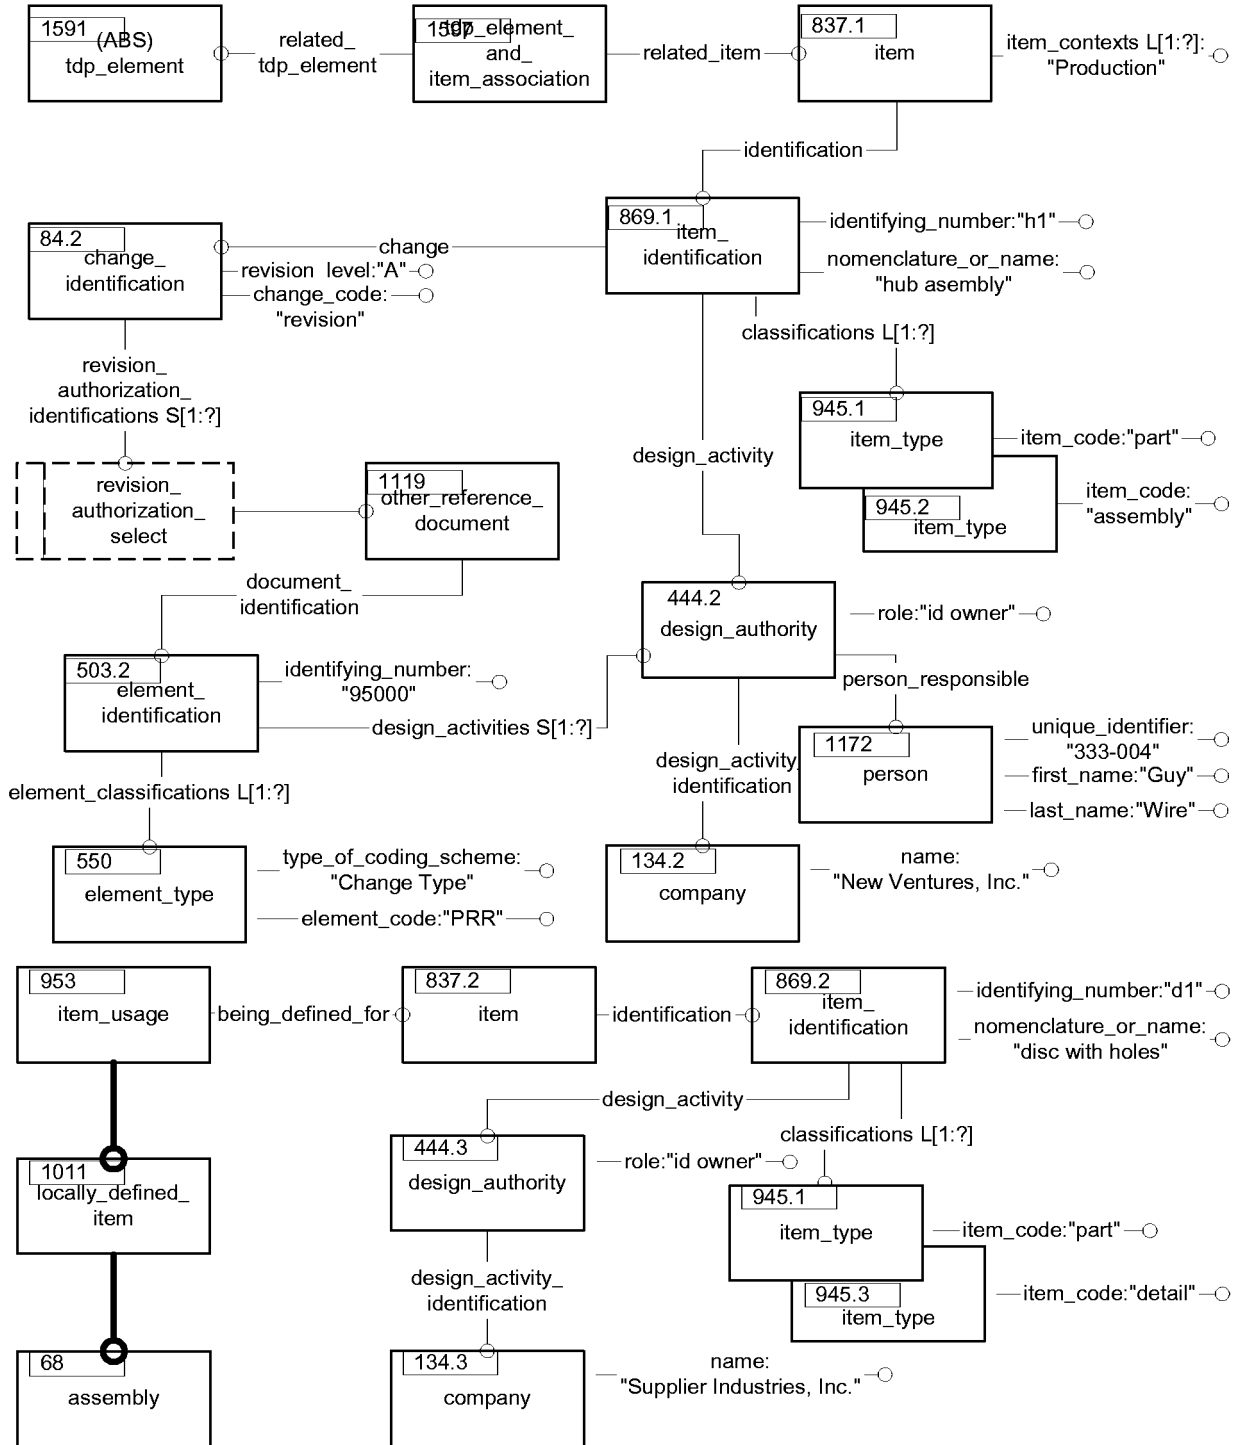 1591
(ABS)
tdp_element
related_
tdp_element
tdp_element_
and_
item_association
related_item
837.1
item
item_contexts L[1:?]:
"Production"
identification
869.1
item_
identification
identifying_number:"h1"
nomenclature_or_name:
"hub asembly"
change
84.2
change_
identification
revision_level:"A"
change_code:
"revision"
classifications L[1:?]
revision_
authorization_
identifications S[1:?]
945.1
item_type
item_code:"part"
945.2
item_type
item_code:
"assembly"
design_activity
revision_
authorization_
select
1119
other_reference_
document
document_
identification
444.2
design_authority
role:"id owner"
503.2
element_
identification
identifying_number:
"95000"
design_activities S[1:?]
person_responsible
1172
person
unique_identifier:
"333-004"
first_name:"Guy"
last_name:"Wire"
design_activity_
identification
element_classifications L[1:?]
550
element_type
type_of_coding_scheme:
"Change Type"
element_code:"PRR"
134.2
company
name:
"New Ventures, Inc."
953
item_usage
being_defined_for
837.2
item
identification
869.2
item_
identification
identifying_number:"d1"
nomenclature_or_name:
"disc with holes"
design_activity
classifications L[1:?]
1011
locally_defined_
item
444.3
design_authority
role:"id owner"
945.1
item_type
item_code:"part"
945.3
item_type
item_code:"detail"
design_activity_
identification
68
assembly
134.3
company
name:
"Supplier Industries, Inc."